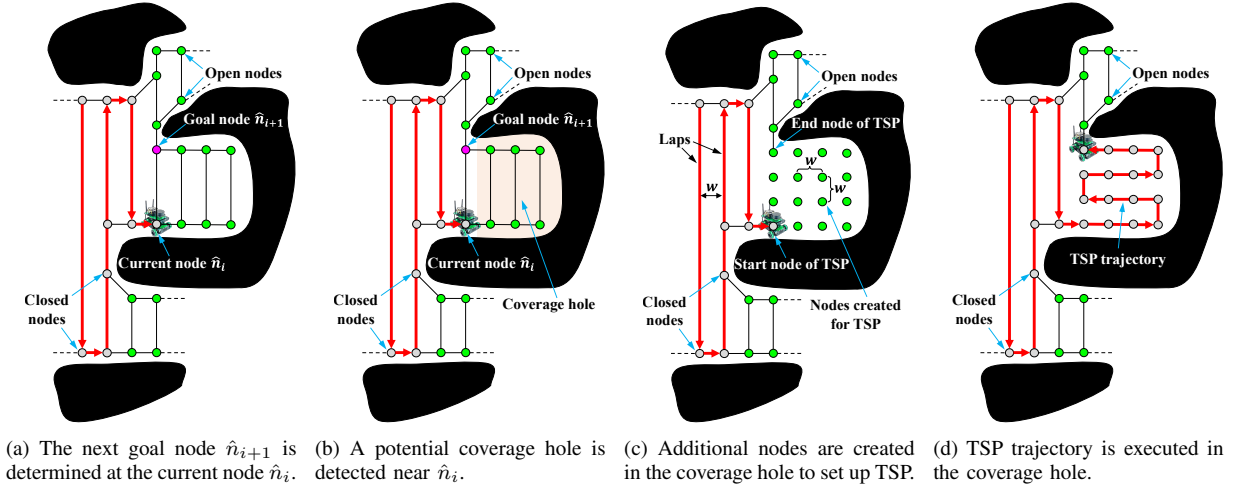 Open nodes
Goal node n̂ᵢ₊₁
Current node n̂ᵢ
Closed
nodes
Open nodes
Goal node n̂ᵢ₊₁
Current node n̂ᵢ
Coverage hole
Closed
nodes
Open nodes
End node of TSP
Laps
w
w
w
Start node of TSP
Closed
nodes
Nodes created
for TSP
Open nodes
TSP trajectory
Closed
nodes
(a) The next goal node n̂ᵢ₊₁ is
determined at the current node n̂ᵢ.
(b) A potential coverage hole is
detected near n̂ᵢ.
(c) Additional nodes are created
in the coverage hole to set up TSP.
(d) TSP trajectory is executed in
the coverage hole.